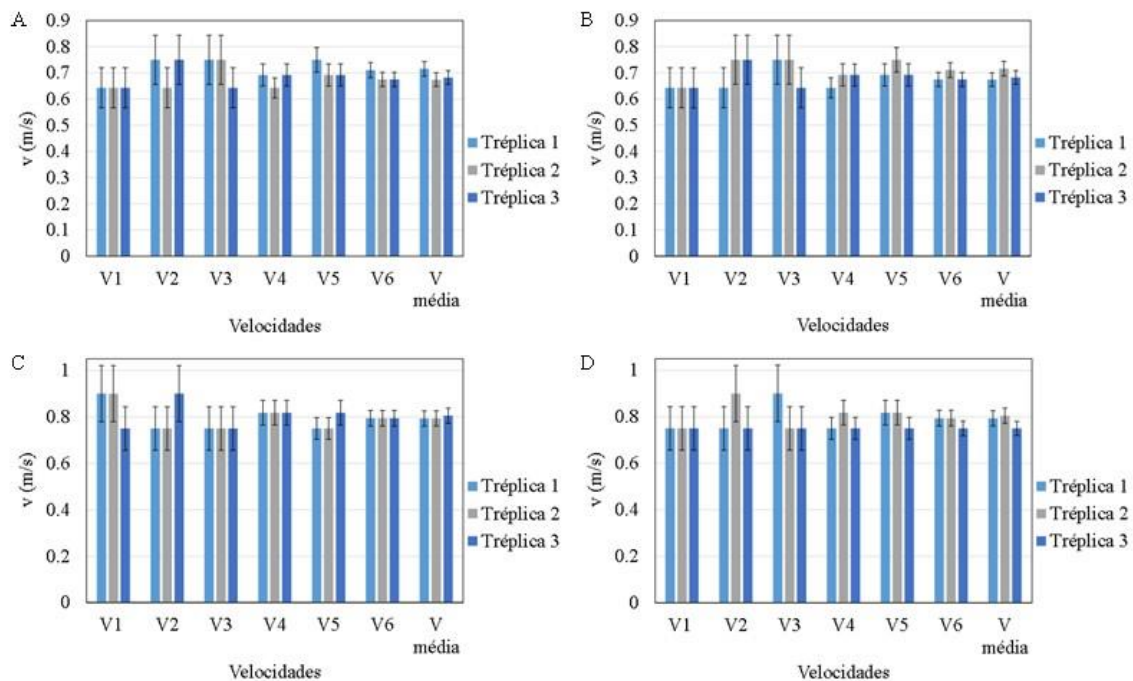 A
0.9
0.8
0.7
0.6
0.5
0.4
0.3
0.2
0.1
0
v (m/s)
V1 V2 V3 V4 V5 V6 V
média
Velocidades
Tréplica 1
Tréplica 2
Tréplica 3
B
0.9
0.8
0.7
0.6
0.5
0.4
0.3
0.2
0.1
0
v (m/s)
V1 V2 V3 V4 V5 V6 V
média
Velocidades
Tréplica 1
Tréplica 2
Tréplica 3
C
1
0.8
0.6
0.4
0.2
0
v (m/s)
V1 V2 V3 V4 V5 V6 V
média
Velocidades
Tréplica 1
Tréplica 2
Tréplica 3
D
1
0.8
0.6
0.4
0.2
0
v (m/s)
V1 V2 V3 V4 V5 V6 V
média
Velocidades
Tréplica 1
Tréplica 2
Tréplica 3